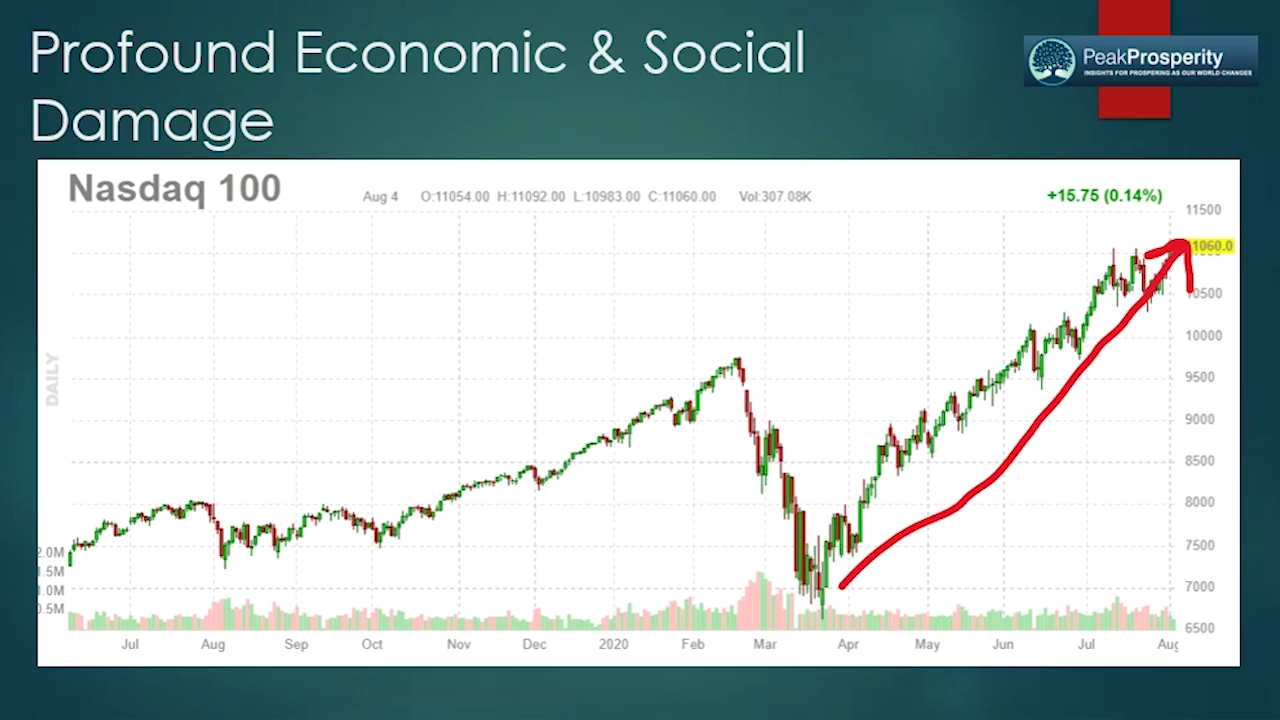 Profound Economic & Social
Damage
PeakProsperity
INSIGHTS FOR PROSPERING AS OUR WORLD CHANGES
Nasdaq 100
Aug 4 O:11054.00 H:11092.00 L:10983.00 C:11060.00 Vol:307.08K
+15.75 (0.14%)
11500
1060.0
10500
10000
9500
9000
8500
8000
7500
7000
6500
DAILY
2.0M
1.5M
1.0M
0.5M
Jul Aug Sep Oct Nov Dec 2020 Feb Mar Apr May Jun Jul Aug